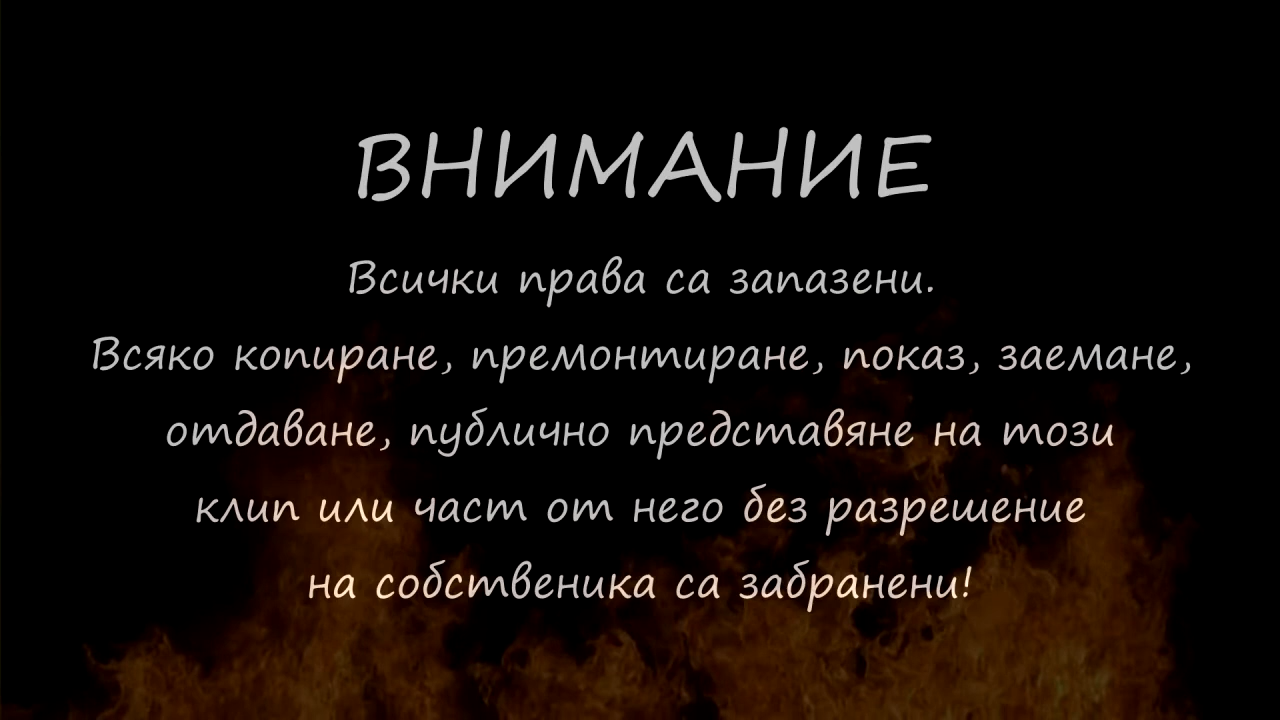 ВНИМАНИЕ
Всички права са запазени.
Всяко копиране, премонтиране, показ, заемане,
отдаване, публично представяне на този
клип или част от него без разрешение
на собственика са забранени!